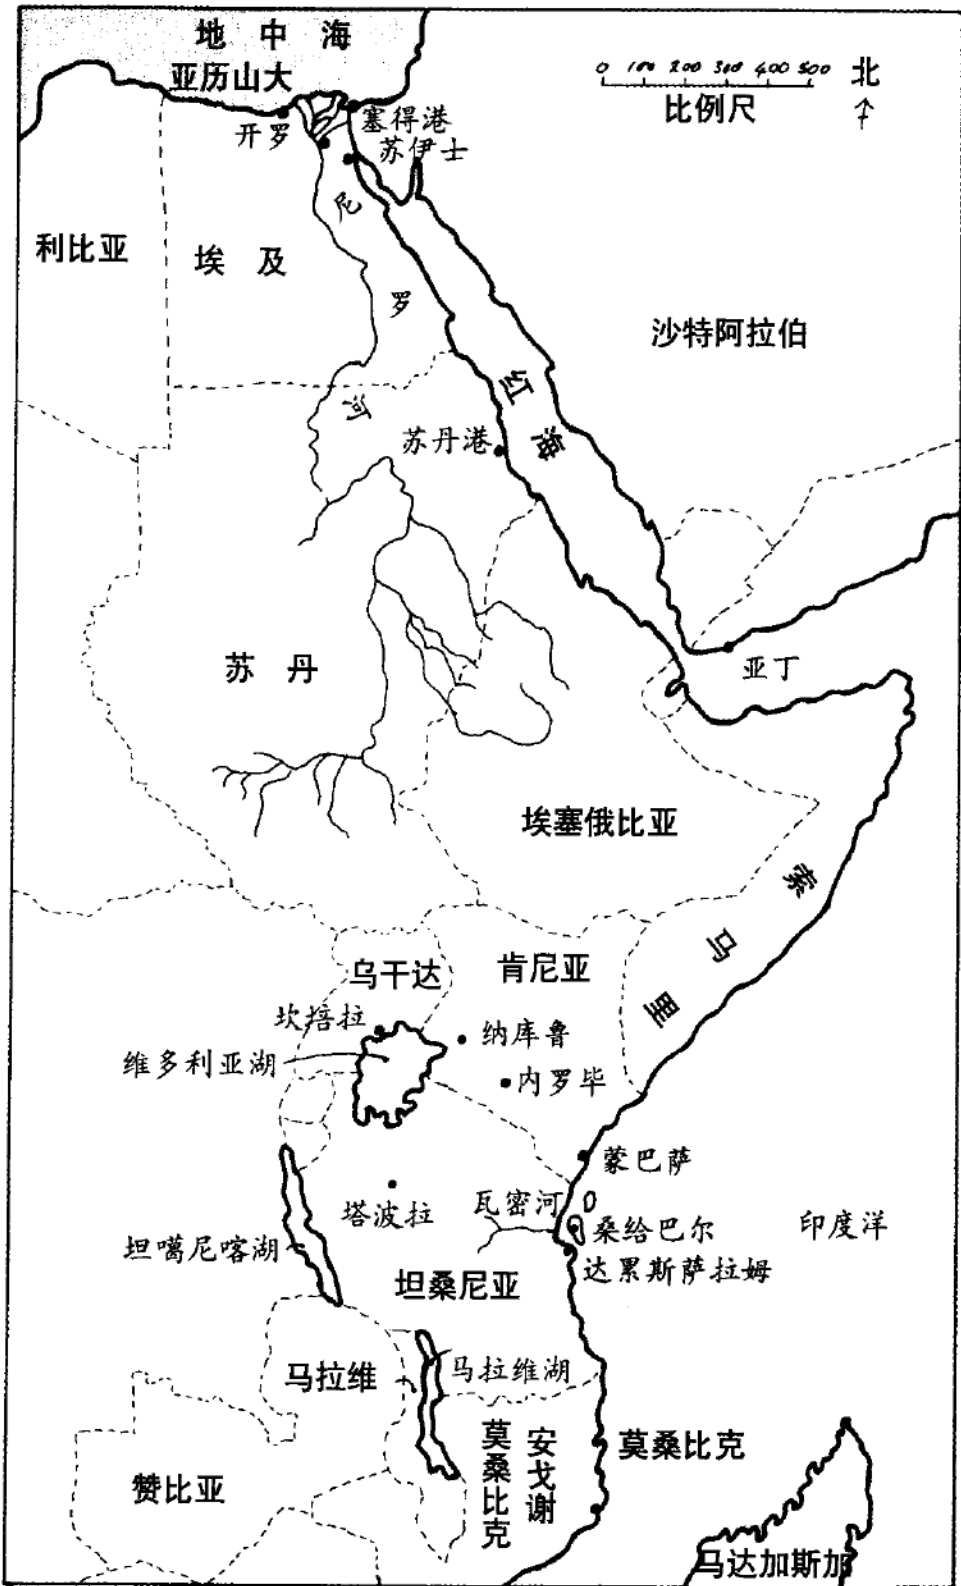 地中海
亚历山大
0 100 200 300 400 500
比例尺
北
开罗
塞得港
苏伊士
利比亚
埃及
尼罗河
沙特阿拉伯
红海
苏丹港
苏丹
亚丁
埃塞俄比亚
索马里
乌干达
肯尼亚
坎培拉
纳库鲁
维多利亚湖
内罗毕
蒙巴萨
塔波拉
瓦密河
桑给巴尔
印度洋
坦噶尼喀湖
达累斯萨拉姆
坦桑尼亚
马拉维
马拉维湖
莫桑比克
安戈谢
莫桑比克
赞比亚
马达加斯加